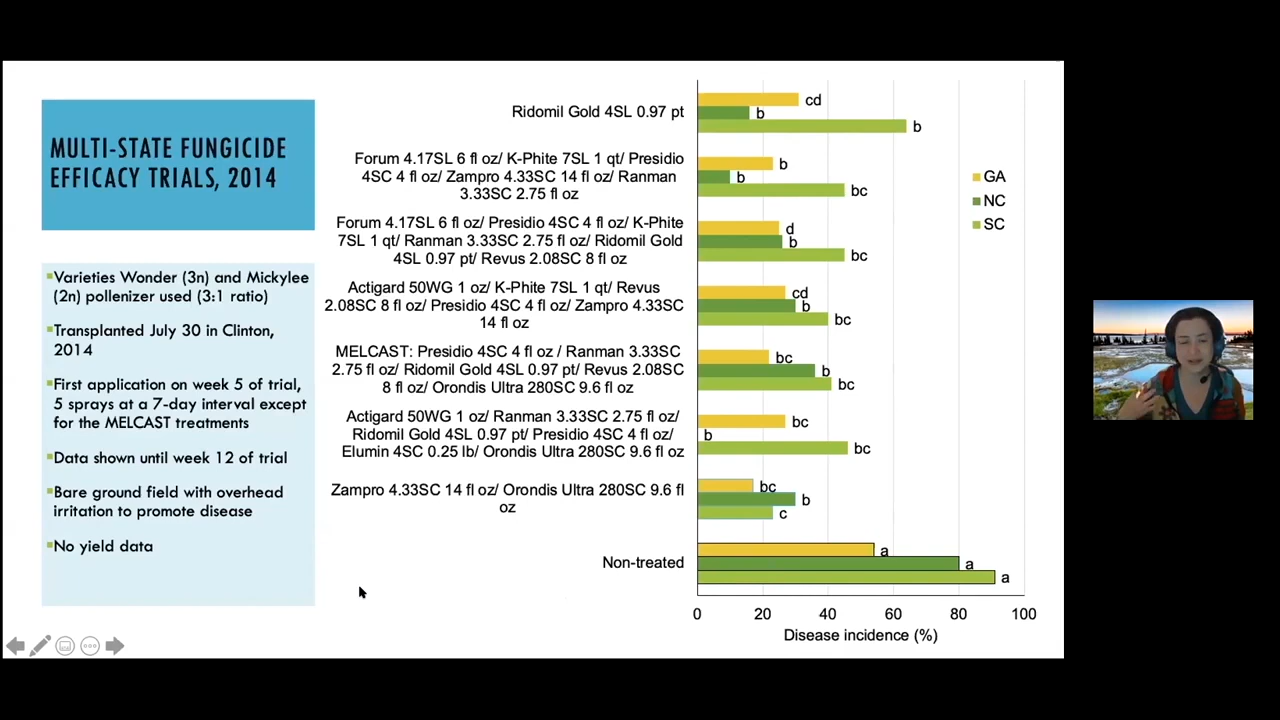 MULTI-STATE FUNGICIDE
EFFICACY TRIALS, 2014
Varieties Wonder (3n) and Mickylee
(2n) pollenizer used (3:1 ratio)
Transplanted July 30 in Clinton,
2014
First application on week 5 of trial,
5 sprays at a 7-day interval except
for the MELCAST treatments
Data shown until week 12 of trial
Bare ground field with overhead
irritation to promote disease
No yield data
Ridomil Gold 4SL 0.97 pt
cd
b
b
Forum 4.17SL 6 fl oz/ K-Phite 7SL 1 qt/ Presidio
4SC 4 fl oz/ Zampro 4.33SC 14 fl oz/ Ranman
3.33SC 2.75 fl oz
b
b
bc
Forum 4.17SL 6 fl oz/ Presidio 4SC 4 fl oz/ K-Phite
7SL 1 qt/ Ranman 3.33SC 2.75 fl oz/ Ridomil Gold
4SL 0.97 pt/ Revus 2.08SC 8 fl oz
d
b
bc
Actigard 50WG 1 oz/ K-Phite 7SL 1 qt/ Revus
2.08SC 8 fl oz/ Presidio 4SC 4 fl oz/ Zampro 4.33SC
14 fl oz
cd
b
bc
MELCAST: Presidio 4SC 4 fl oz / Ranman 3.33SC
2.75 fl oz/ Ridomil Gold 4SL 0.97 pt/ Revus 2.08SC
8 fl oz/ Orondis Ultra 280SC 9.6 fl oz
bc
b
bc
Actigard 50WG 1 oz/ Ranman 3.33SC 2.75 fl oz/
Ridomil Gold 4SL 0.97 pt/ Presidio 4SC 4 fl oz/
Elumin 4SC 0.25 lb/ Orondis Ultra 280SC 9.6 fl oz
bc
b
bc
Zampro 4.33SC 14 fl oz/ Orondis Ultra 280SC 9.6 fl
oz
bc
b
c
Non-treated
a
a
a
0 20 40 60 80 100
Disease incidence (%)
GA
NC
SC